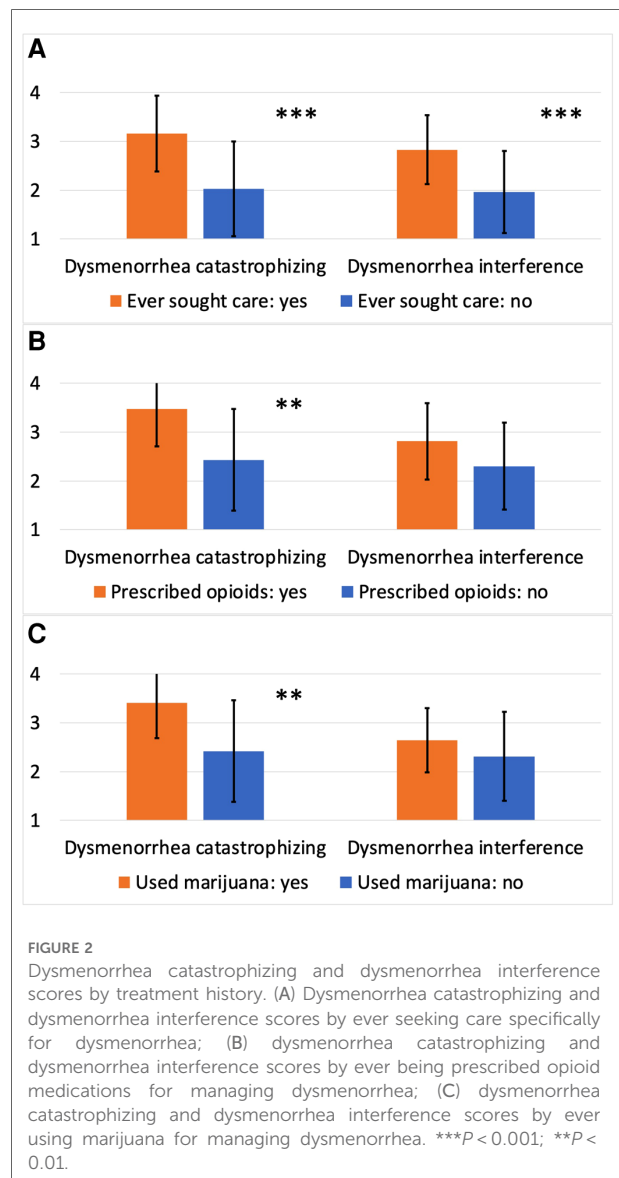 A
4
*** ***
3
2
1
Dysmenorrhea catastrophizing Dysmenorrhea interference
Ever sought care: yes Ever sought care: no
B
4
**
3
2
1
Dysmenorrhea catastrophizing Dysmenorrhea interference
Prescribed opioids: yes Prescribed opioids: no
C
4
**
3
2
1
Dysmenorrhea catastrophizing Dysmenorrhea interference
Used marijuana: yes Used marijuana: no
FIGURE 2
Dysmenorrhea catastrophizing and dysmenorrhea interference
scores by treatment history. (A) Dysmenorrhea catastrophizing and
dysmenorrhea interference scores by ever seeking care specifically
for dysmenorrhea; (B) dysmenorrhea catastrophizing and
dysmenorrhea interference scores by ever being prescribed opioid
medications for managing dysmenorrhea; (C) dysmenorrhea
catastrophizing and dysmenorrhea interference scores by ever
using marijuana for managing dysmenorrhea. ***P < 0.001; **P <
0.01.